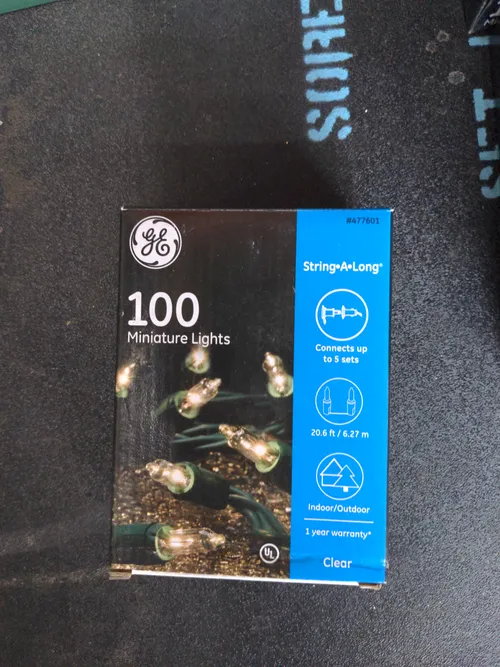 SORE
GE
#477601
String•A•Long®
100
Miniature Lights
Connects up
to 5 sets
20.6 ft / 6.27 m
Indoor/Outdoor
1 year warranty*
UL
Clear